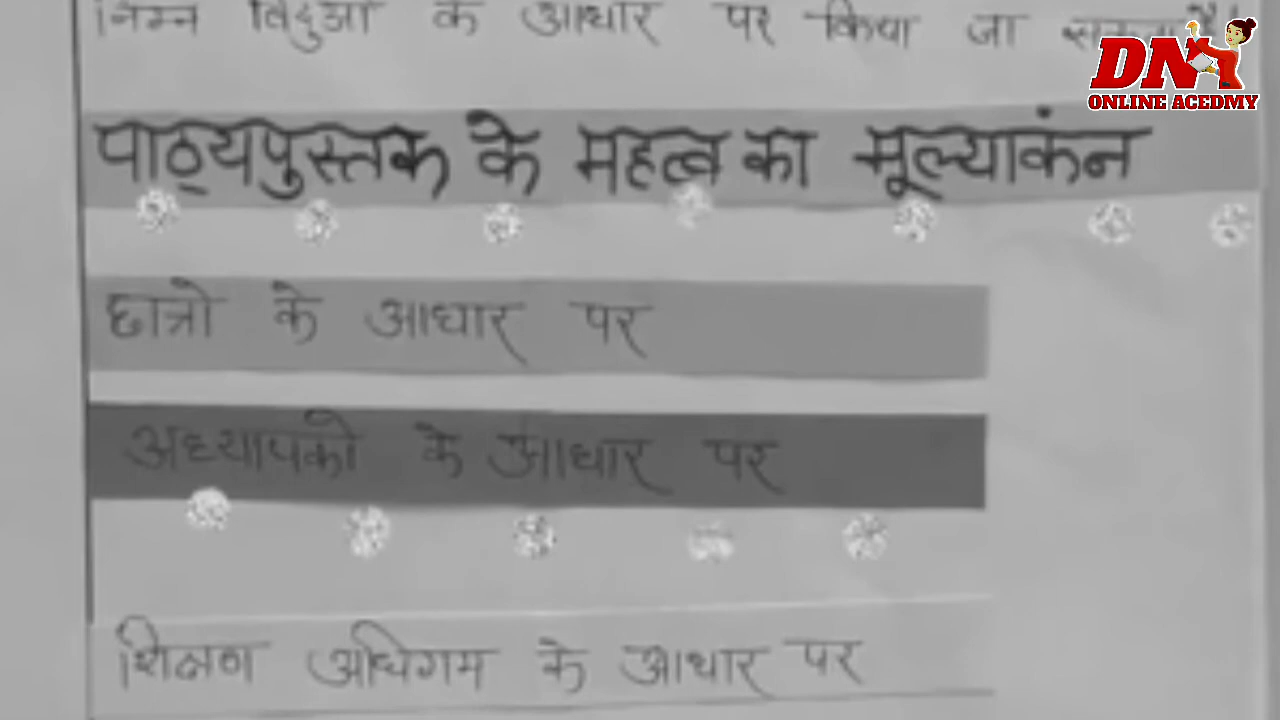 निम्न बिंदुओ के आधार पर किया जा सकता है।
DN
ONLINE ACEDMY
पाठ्यपुस्तक के महत्व का मूल्याकंन
छात्रो के आधार पर
अध्यापको के आधार पर
शिक्षण अधिगम के आधार पर